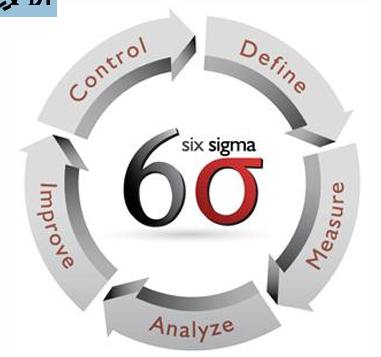 Control
Define
six sigma
6σ
Improve
Measure
Analyze